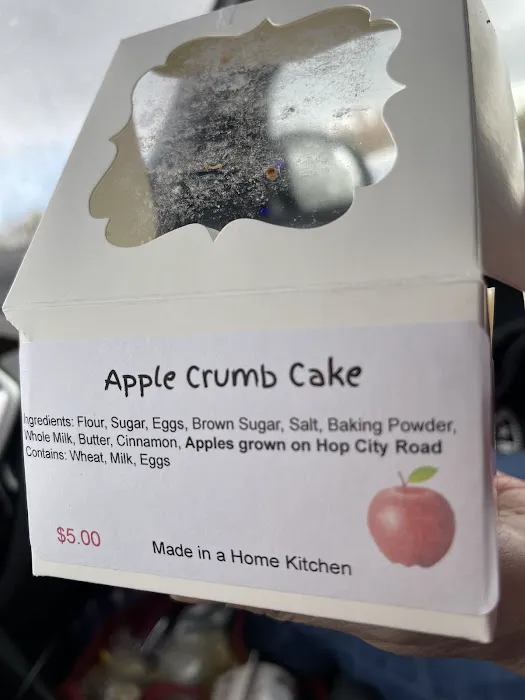 Apple Crumb Cake
Ingredients: Flour, Sugar, Eggs, Brown Sugar, Salt, Baking Powder,
Whole Milk, Butter, Cinnamon, Apples grown on Hop City Road
Contains: Wheat, Milk, Eggs
$5.00
Made in a Home Kitchen